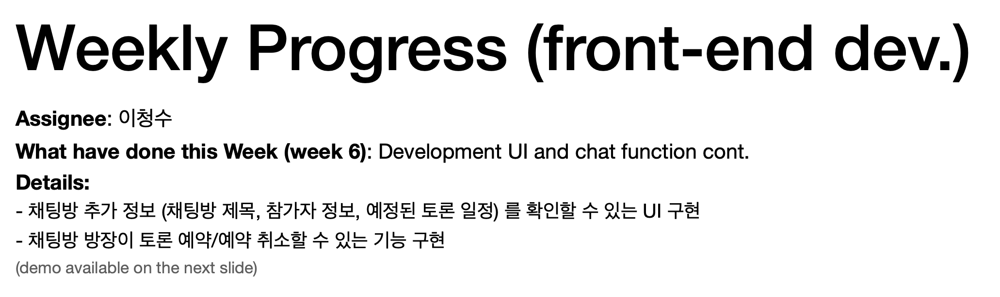 Weekly Progress (front-end dev.)
Assignee: 이청수
What have done this Week (week 6): Development UI and chat function cont.
Details:
- 채팅방 추가 정보 (채팅방 제목, 참가자 정보, 예정된 토론 일정) 를 확인할 수 있는 UI 구현
- 채팅방 방장이 토론 예약/예약 취소할 수 있는 기능 구현
(demo available on the next slide)